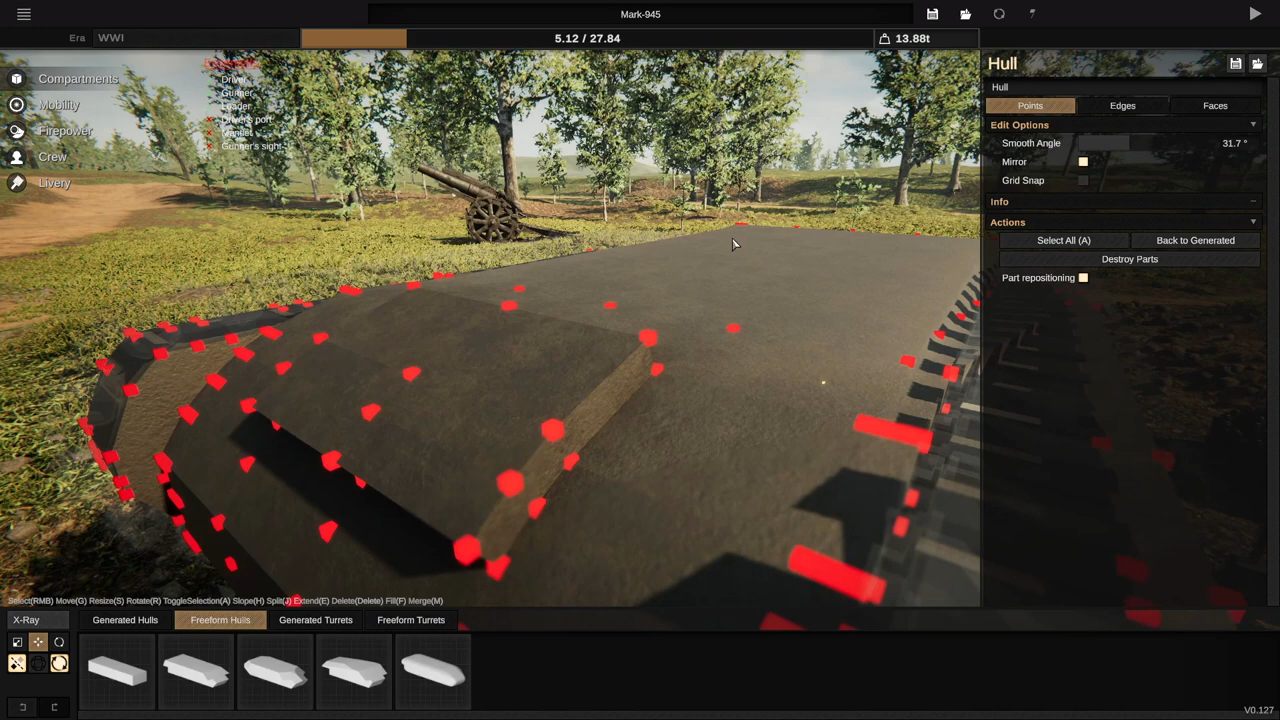 Mark-945
Era WWI
5.12 / 27.84
13.88t
Compartments
Mobility
Firepower
Crew
Livery
Driver
Gunner
Loader
Driver's port
Mantlet
Gunner's sight
Hull
Hull
Points Edges Faces
Edit Options
Smooth Angle 31.7 °
Mirror
Grid Snap
Info
Actions
Select All (A) Back to Generated
Destroy Parts
Part repositioning
Select(RMB) Move(G) Resize(S) Rotate(R) ToggleSelection(A) Slope(H) Split(J) Extend(E) Delete(Delete) Fill(F) Merge(M)
X-Ray Generated Hulls Freeform Hulls Generated Turrets Freeform Turrets
V0.127